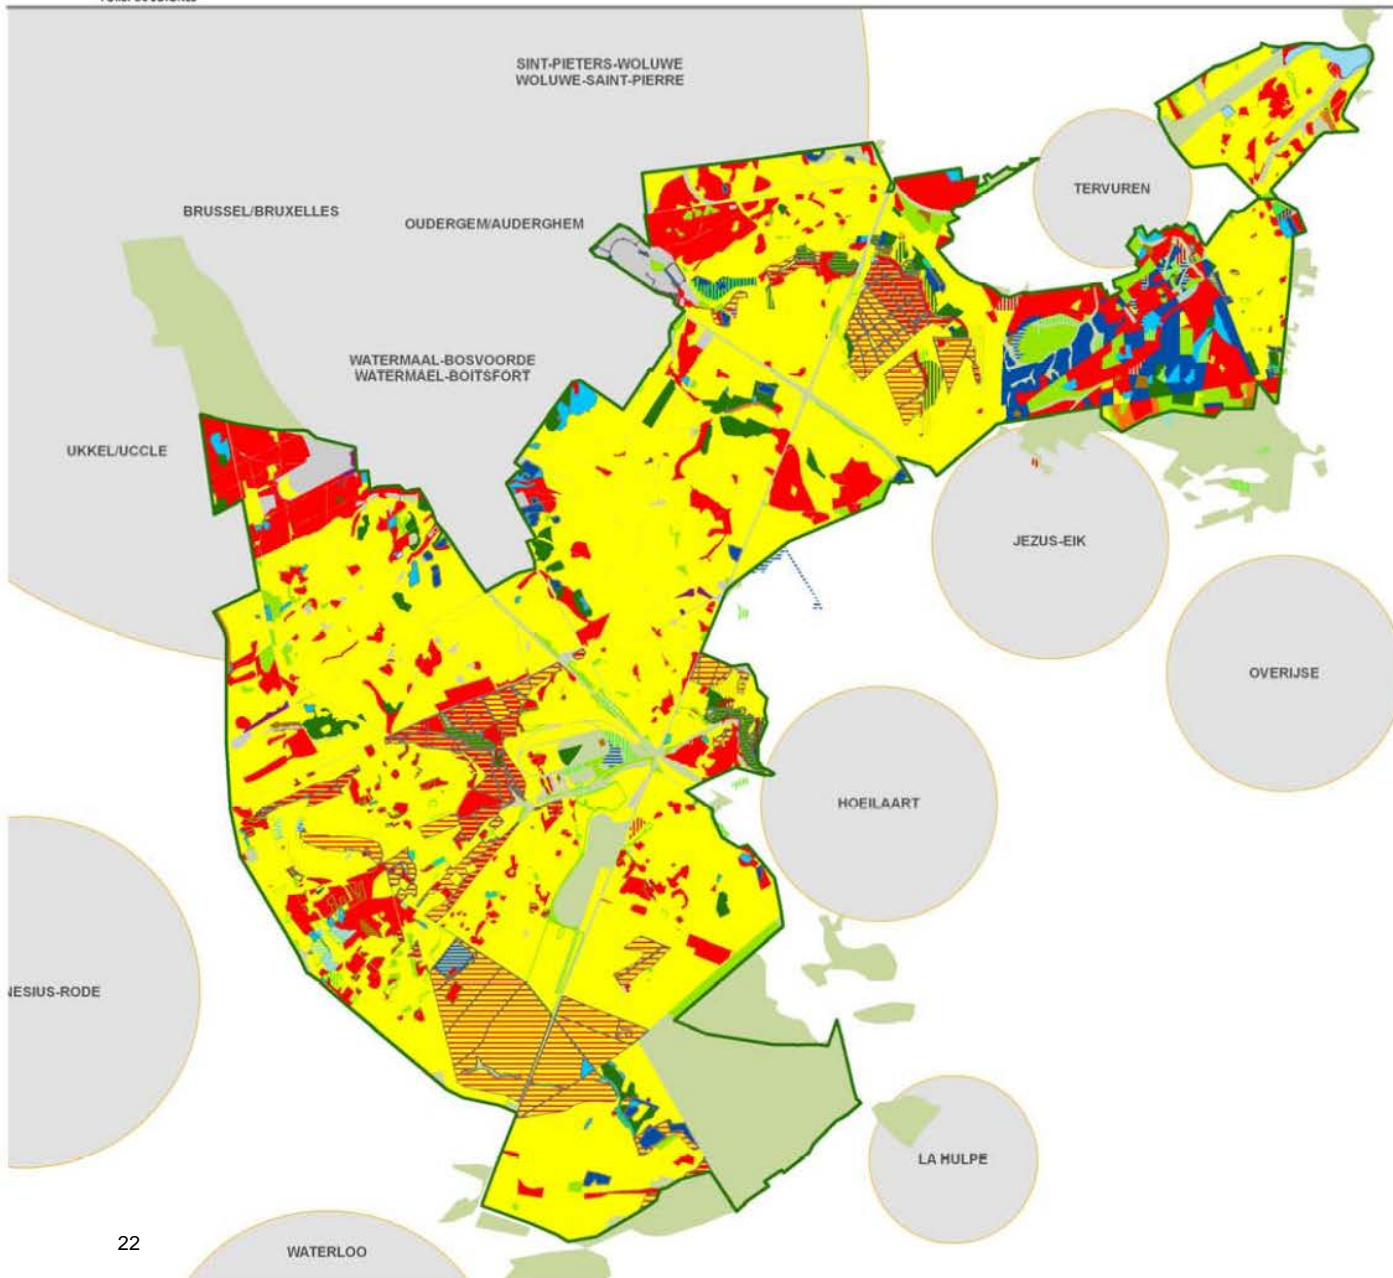 SINT-PIETERS-WOLUWE
WOLUWE-SAINT-PIERRE
TERVUREN
BRUSSEL/BRUXELLES
OUDERGEM/AUDERGHEM
WATERMAAL-BOSVOORDE
WATERMAEL-BOITSFORT
UKKEL/UCCLE
JEZUS-EIK
OVERIJSE
HOEILAART
NESIUS-RODE
LA HULPE
22
WATERLOO